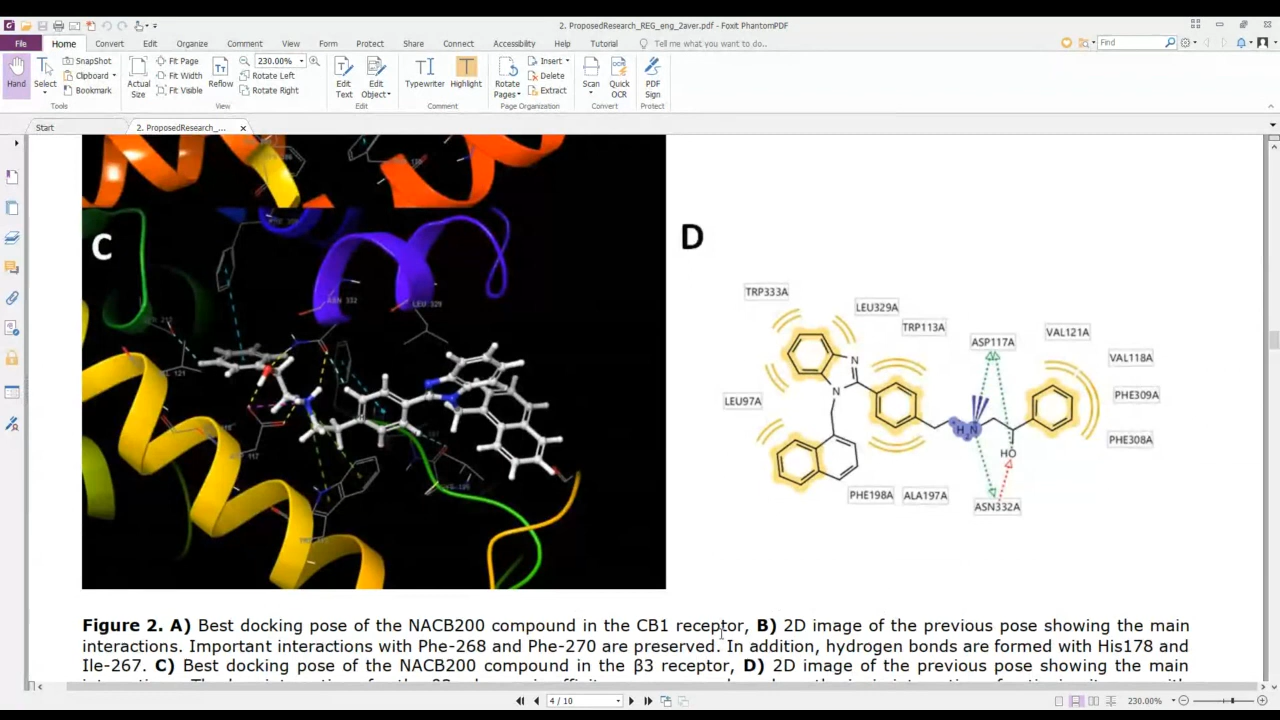 2. ProposedResearch_REG_eng_2aver.pdf - Foxit PhantomPDF
File Home Convert Edit Organize Comment View Form Protect Share Connect Accessibility Help Tutorial Tell me what you want to do.. Find
Hand
Select
SnapShot
Clipboard
Bookmark
Tools
Actual Size
Fit Page
Fit Width
Fit Visible
Reflow
230.00%
Rotate Left
Rotate Right
View
Edit Text
Edit Object
Edit
Typewriter
Highlight
Comment
Rotate Pages
Insert
Delete
Extract
Page Organization
Scan
Quick OCR
Convert
PDF Sign
Protect
Start 2. ProposedResearch_...
C
ASN 332
LEU 329
D
TRP333A
LEU329A
TRP113A
ASP117A
VAL121A
VAL118A
LEU97A
PHE309A
PHE308A
N
N
H₂N
HO
PHE198A
ALA197A
ASN332A
Figure 2. A) Best docking pose of the NACB200 compound in the CB1 receptor, B) 2D image of the previous pose showing the main
interactions. Important interactions with Phe-268 and Phe-270 are preserved. In addition, hydrogen bonds are formed with His178 and
Ile-267. C) Best docking pose of the NACB200 compound in the β3 receptor, D) 2D image of the previous pose showing the main
4 / 10
230.00%